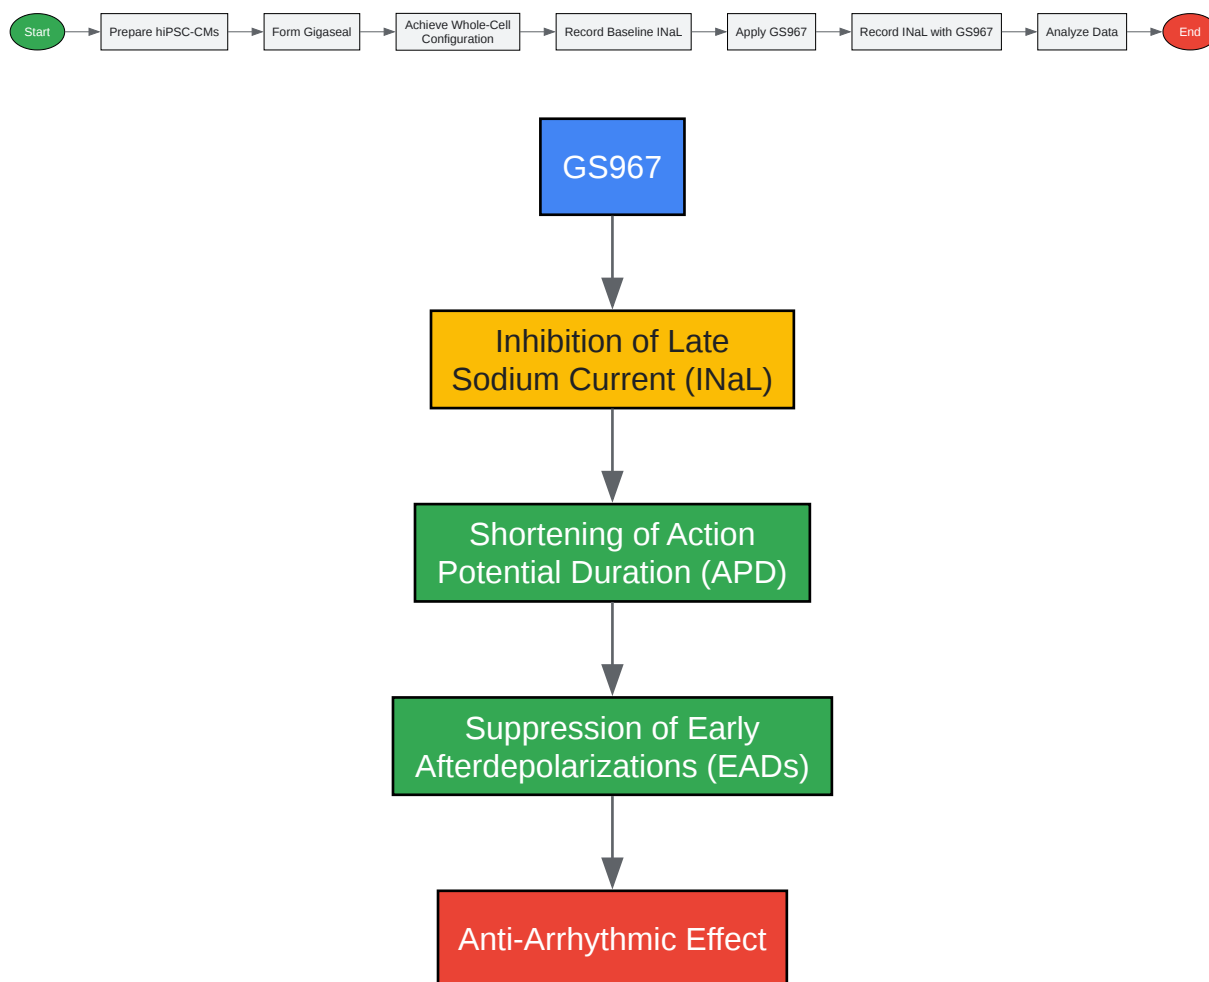 Start
Prepare hiPSC-CMs
Form Gigaseal
Achieve Whole-Cell
Configuration
Record Baseline INaL
Apply GS967
Record INaL with GS967
Analyze Data
End
GS967
Inhibition of Late
Sodium Current (INaL)
Shortening of Action
Potential Duration (APD)
Suppression of Early
Afterdepolarizations (EADs)
Anti-Arrhythmic Effect